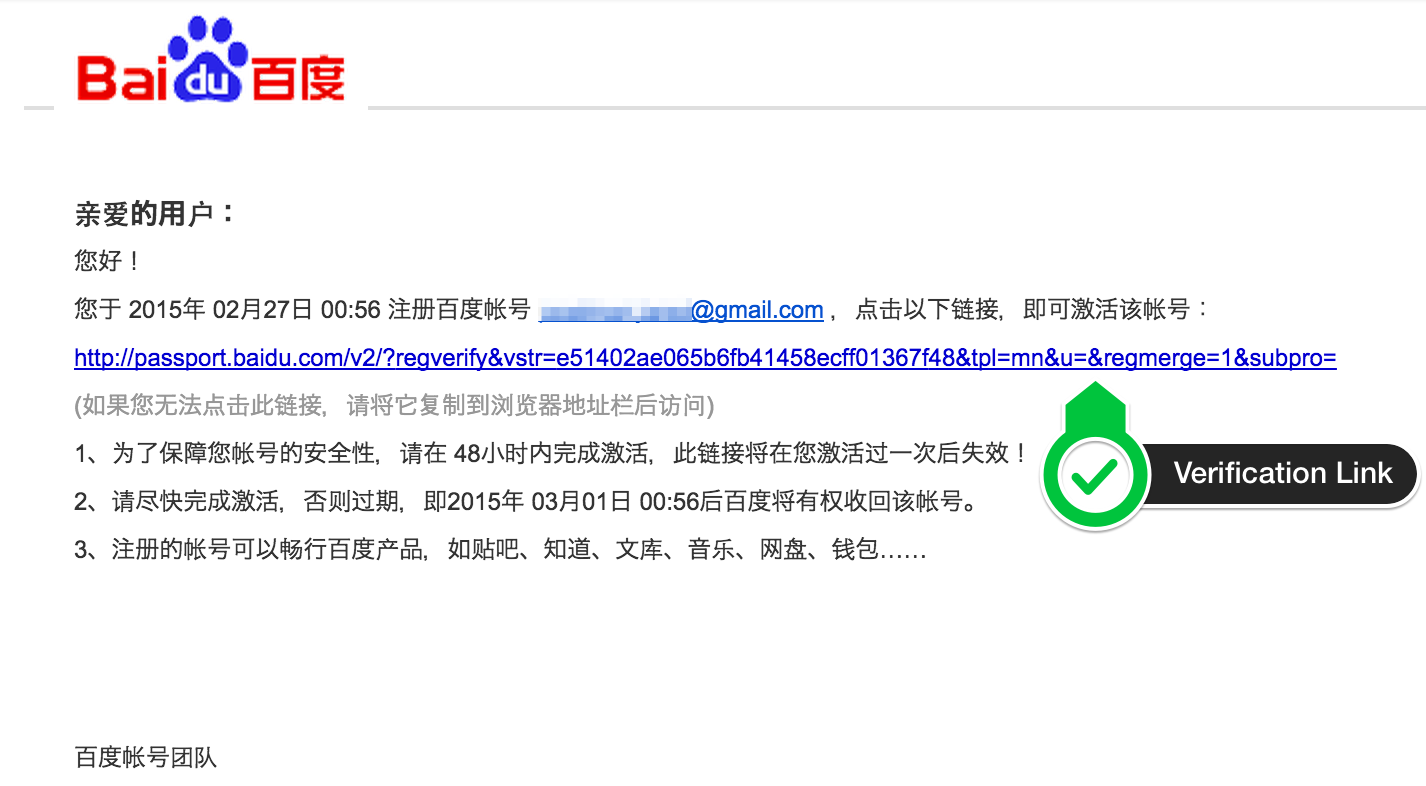 Baidu百度
亲爱的用户：
您好！
您于 2015年 02月27日 00:56 注册百度帐号 @gmail.com ，点击以下链接，即可激活该帐号：
http://passport.baidu.com/v2/?regverify&vstr=e51402ae065b6fb41458ecff01367f48&tpl=mn&u=&regmerge=1&subpro=
(如果您无法点击此链接，请将它复制到浏览器地址栏后访问)
1、为了保障您帐号的安全性，请在 48小时内完成激活，此链接将在您激活过一次后失效！
Verification Link
2、请尽快完成激活，否则过期，即2015年 03月01日 00:56后百度将有权收回该帐号。
3、注册的帐号可以畅行百度产品，如贴吧、知道、文库、音乐、网盘、钱包……
百度帐号团队